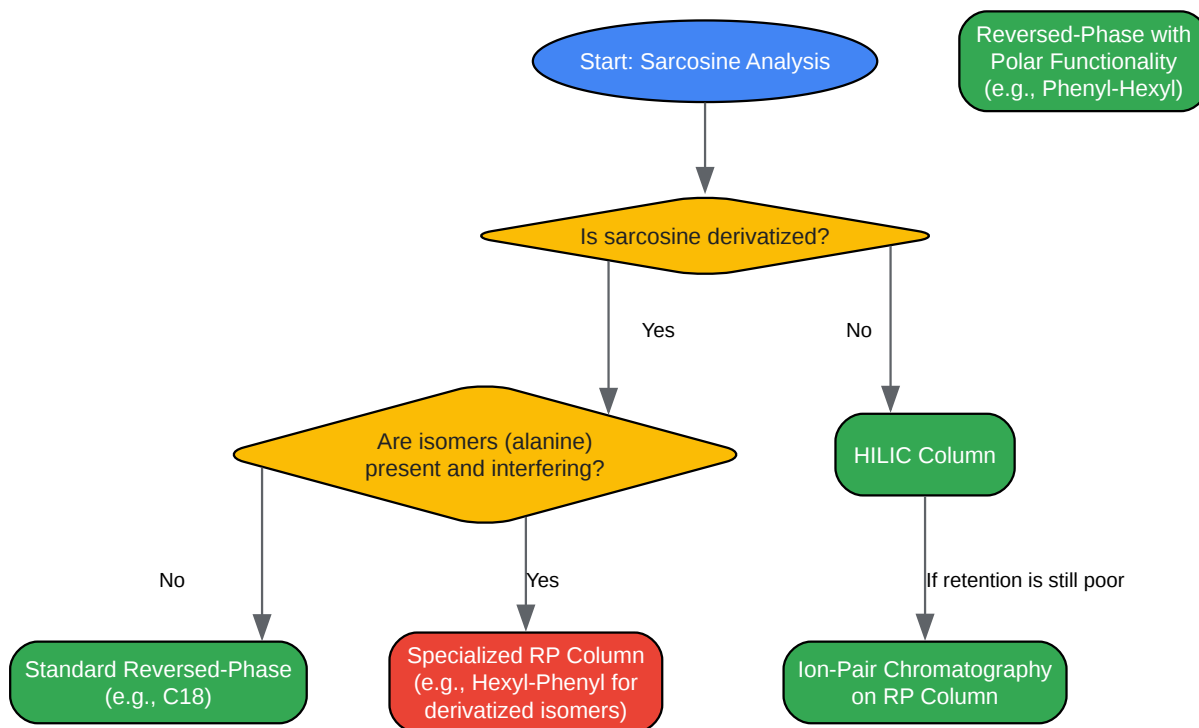 Start: Sarcosine Analysis
Reversed-Phase with
Polar Functionality
(e.g., Phenyl-Hexyl)
Is sarcosine derivatized?
Yes
No
Are isomers (alanine)
present and interfering?
HILIC Column
No
Yes
If retention is still poor
Standard Reversed-Phase
(e.g., C18)
Specialized RP Column
(e.g., Hexyl-Phenyl for
derivatized isomers)
Ion-Pair Chromatography
on RP Column